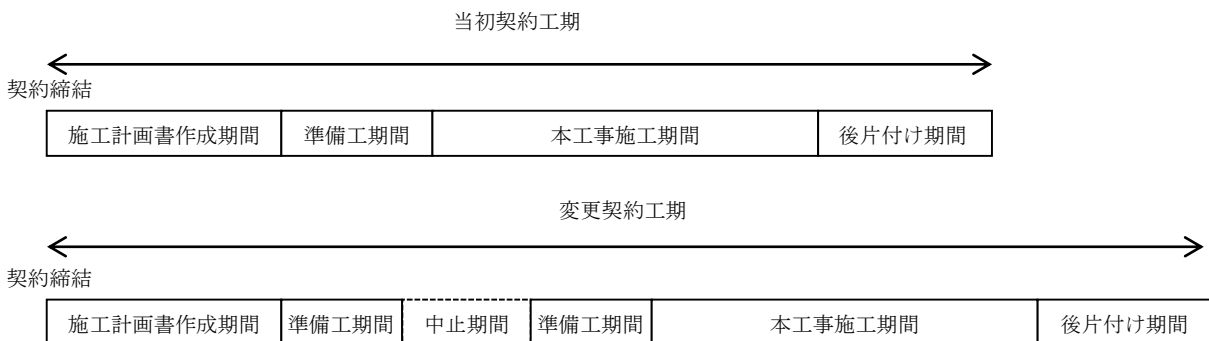 当初契約工期
契約締結
施工計画書作成期間 準備工期間 本工事施工期間 後片付け期間
変更契約工期
契約締結
施工計画書作成期間 準備工期間 中止期間 準備工期間 本工事施工期間 後片付け期間